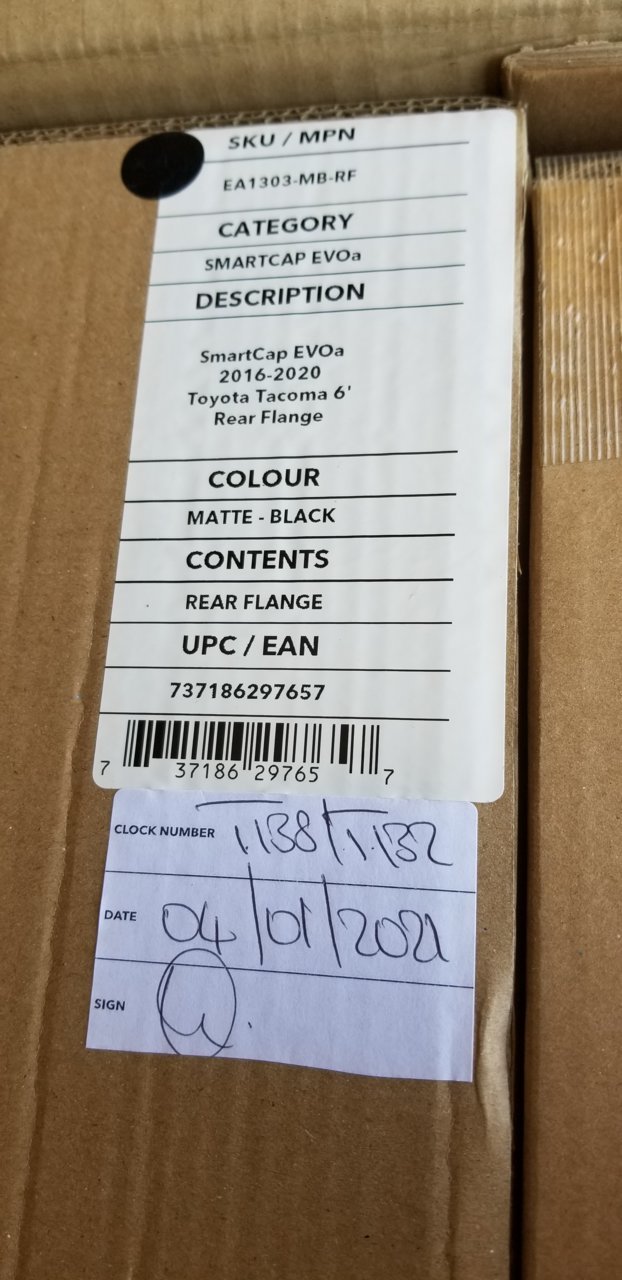 SKU / MPN
EA1303-MB-RF
CATEGORY
SMARTCAP EVOa
DESCRIPTION
SmartCap EVOa
2016-2020
Toyota Tacoma 6'
Rear Flange
COLOUR
MATTE - BLACK
CONTENTS
REAR FLANGE
UPC / EAN
737186297657
7 37186 29765 7
CLOCK NUMBER
DATE 04/01/2021
SIGN